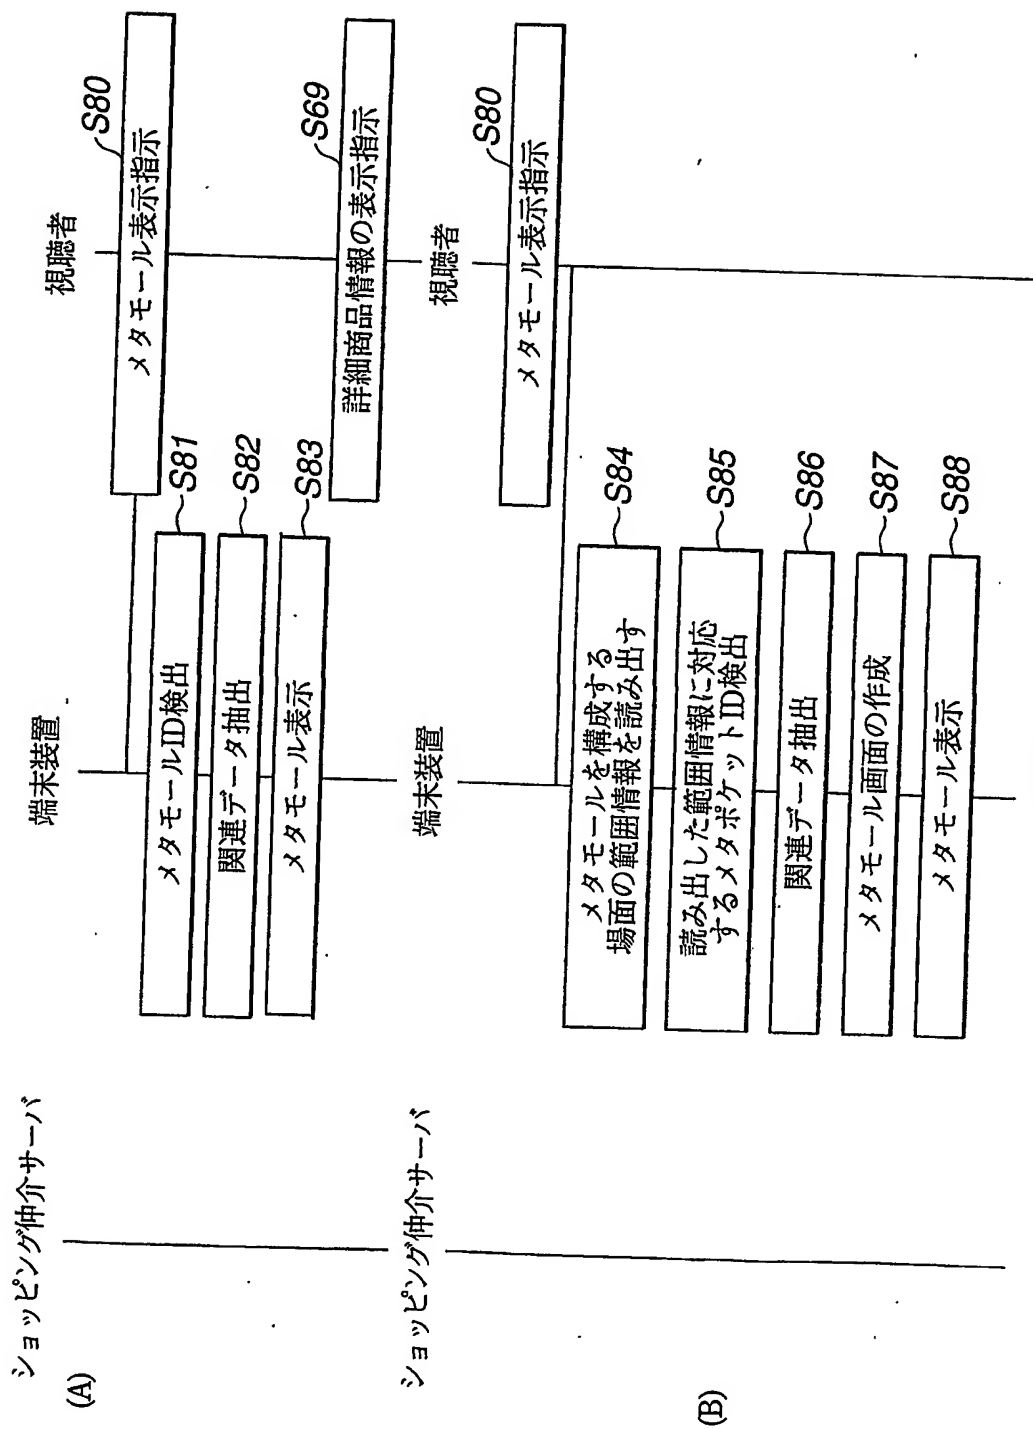 (A)
ショッピング仲介サーバ
端末装置
視聴者
メタモール表示指示
S80
メタモールID検出
S81
関連データ抽出
S82
メタモール表示
S83
詳細商品情報の表示指示
S69
(B)
ショッピング仲介サーバ
端末装置
視聴者
メタモール表示指示
S80
メタモールを構成する
場面の範囲情報を読み出す
S84
読み出した範囲情報に対応
するメタポケットID検出
S85
関連データ抽出
S86
メタモール画面の作成
S87
メタモール表示
S88